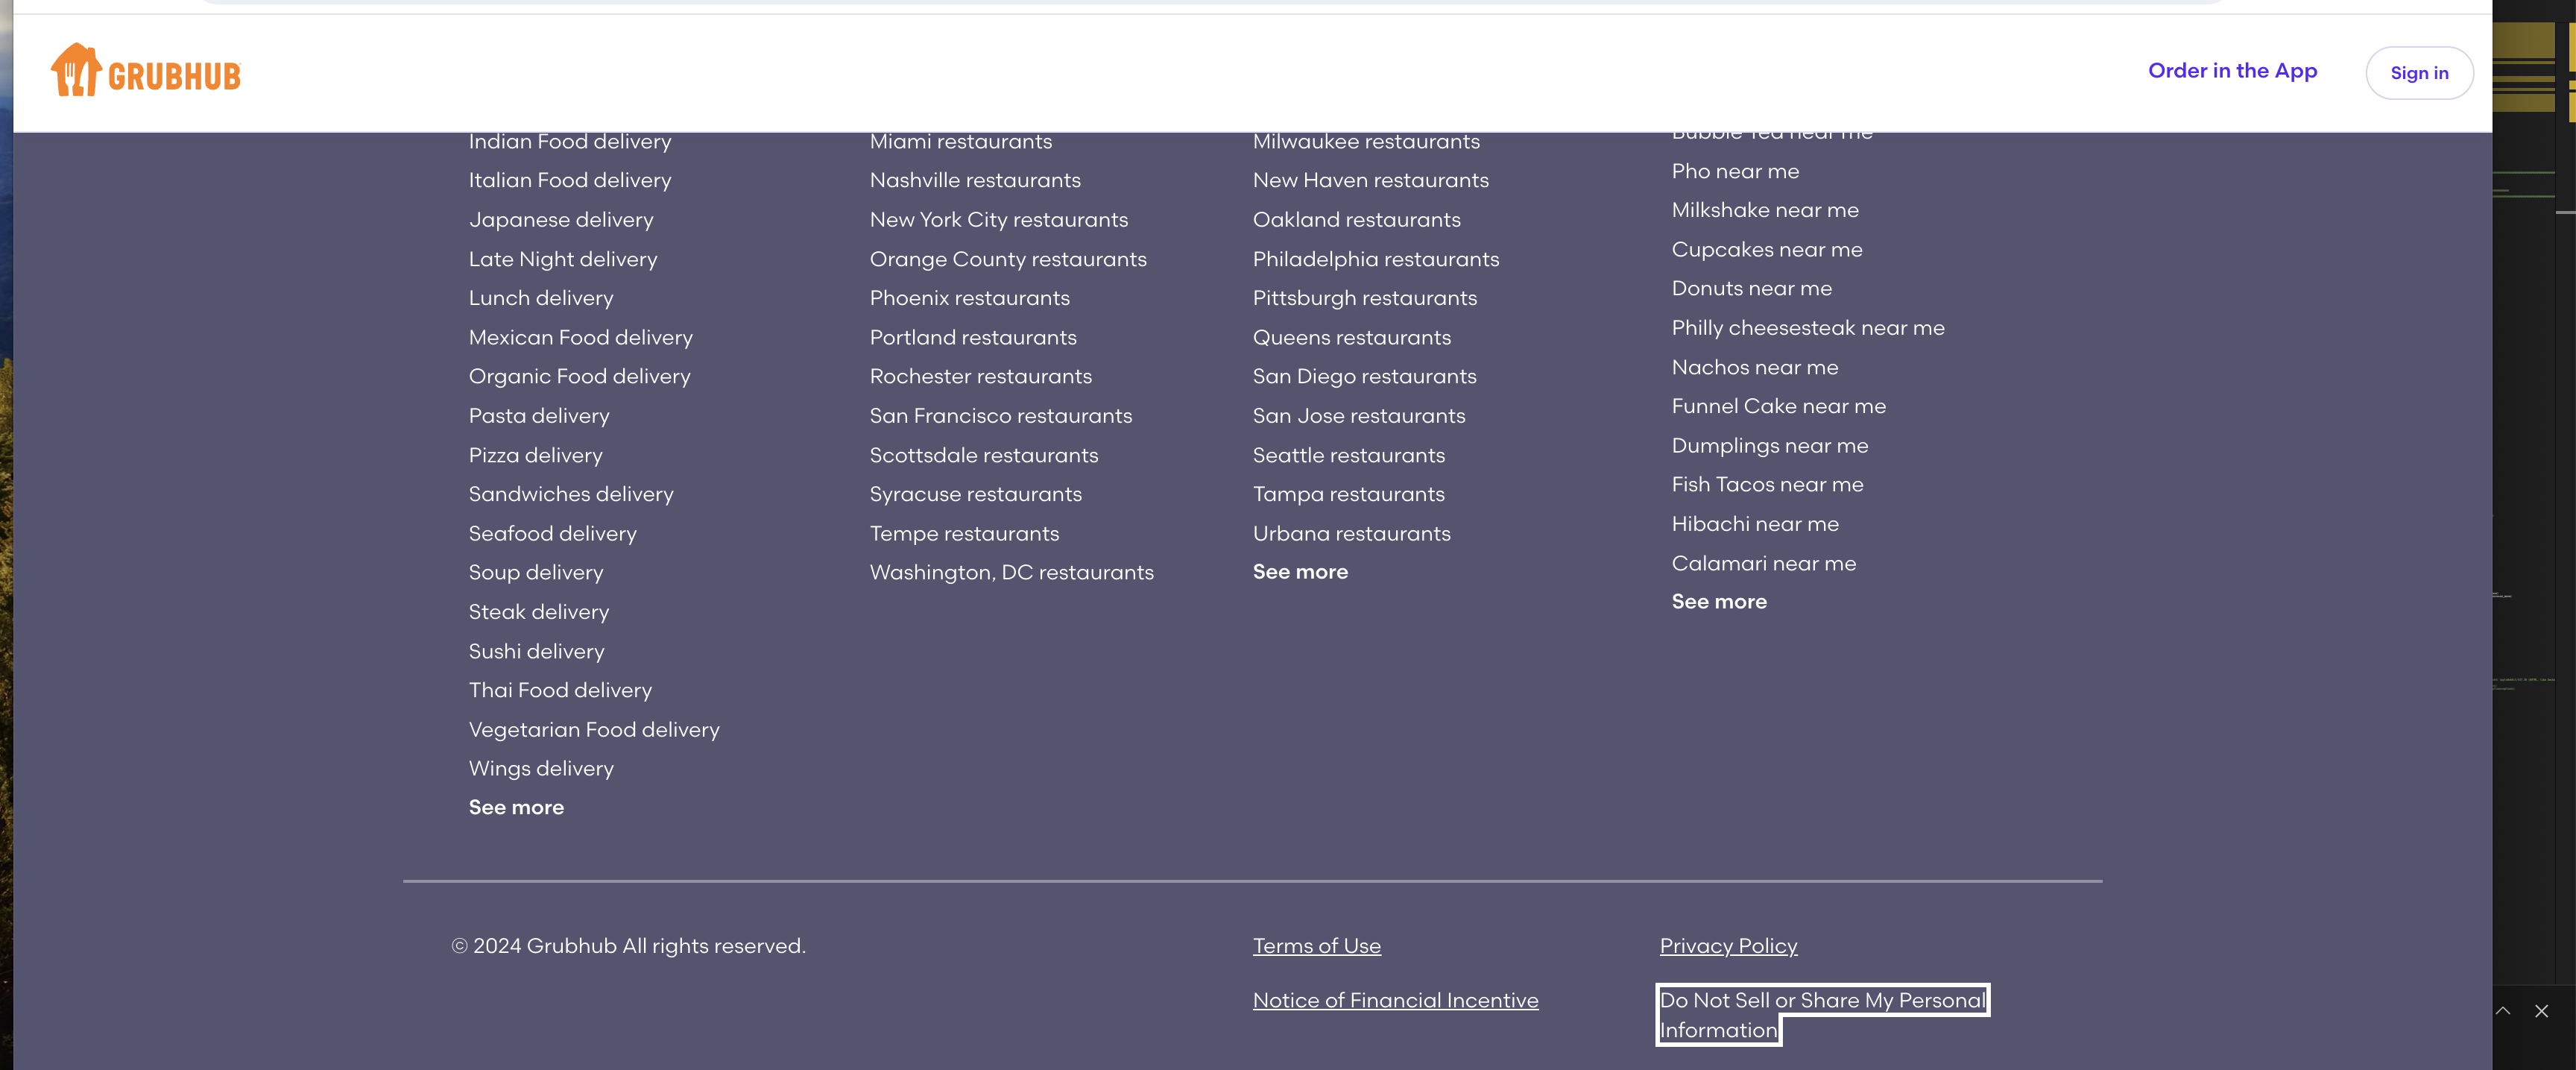 GRUBHUB
Order in the App
Sign in
Indian Food delivery
Italian Food delivery
Japanese delivery
Late Night delivery
Lunch delivery
Mexican Food delivery
Organic Food delivery
Pasta delivery
Pizza delivery
Sandwiches delivery
Seafood delivery
Soup delivery
Steak delivery
Sushi delivery
Thai Food delivery
Vegetarian Food delivery
Wings delivery
See more
Miami restaurants
Nashville restaurants
New York City restaurants
Orange County restaurants
Phoenix restaurants
Portland restaurants
Rochester restaurants
San Francisco restaurants
Scottsdale restaurants
Syracuse restaurants
Tempe restaurants
Washington, DC restaurants
Milwaukee restaurants
New Haven restaurants
Oakland restaurants
Philadelphia restaurants
Pittsburgh restaurants
Queens restaurants
San Diego restaurants
San Jose restaurants
Seattle restaurants
Tampa restaurants
Urbana restaurants
See more
Bubble Tea near me
Pho near me
Milkshake near me
Cupcakes near me
Donuts near me
Philly cheesesteak near me
Nachos near me
Funnel Cake near me
Dumplings near me
Fish Tacos near me
Hibachi near me
Calamari near me
See more
© 2024 Grubhub All rights reserved.
Terms of Use
Privacy Policy
Notice of Financial Incentive
Do Not Sell or Share My Personal
Information